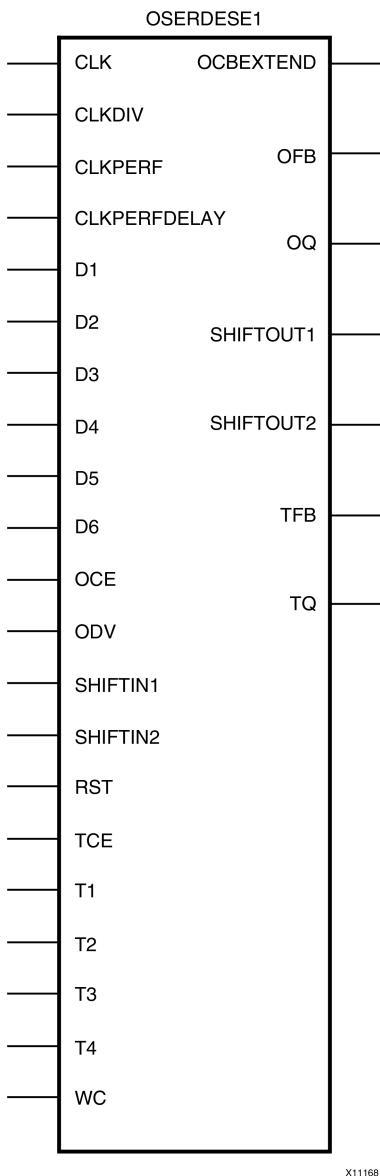 OSERDESE1
CLK
OCBEXTEND
CLKDIV
OFB
CLKPERF
CLKPERFDELAY
OQ
D1
D2
SHIFTOUT1
D3
D4
SHIFTOUT2
D5
D6
TFB
OCE
TQ
ODV
SHIFTIN1
SHIFTIN2
RST
TCE
T1
T2
T3
T4
WC
X11168